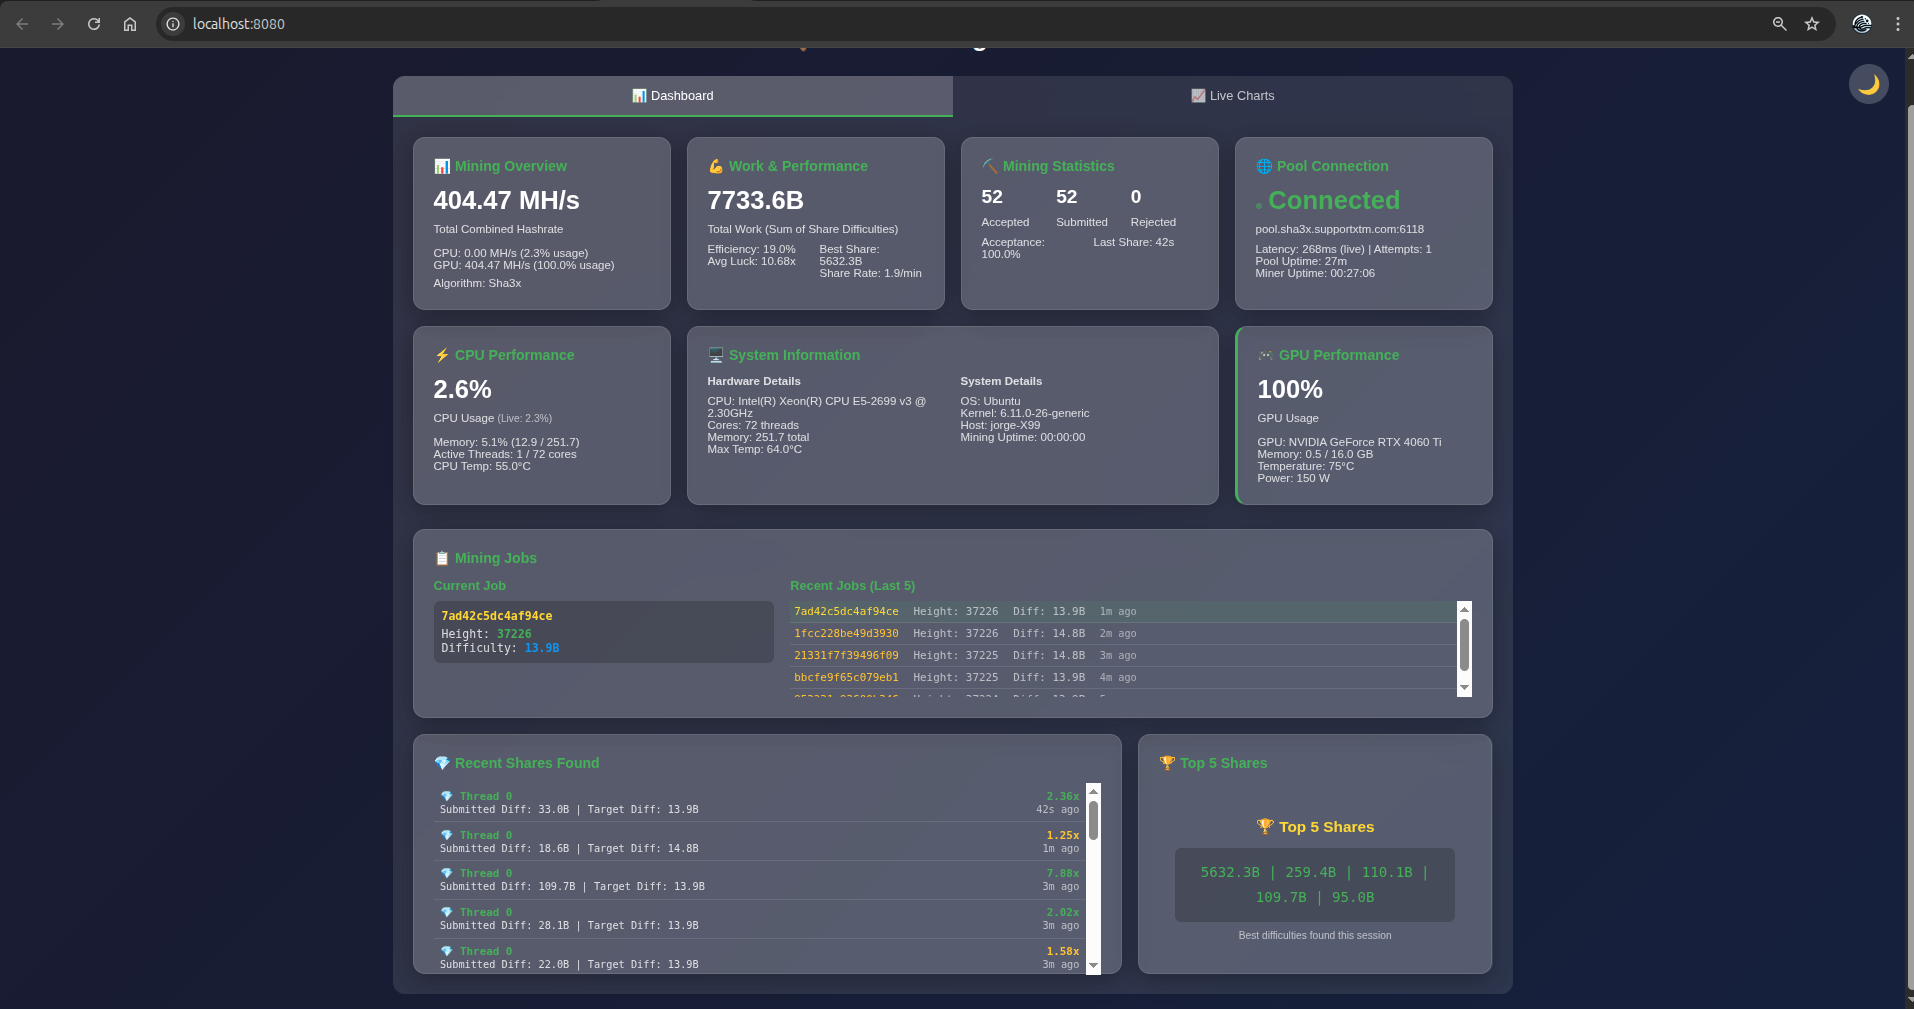 localhost:8080
Dashboard
Live Charts
Mining Overview
404.47 MH/s
Total Combined Hashrate
CPU: 0.00 MH/s (2.3% usage)
GPU: 404.47 MH/s (100.0% usage)
Algorithm: Sha3x
Work & Performance
7733.6B
Total Work (Sum of Share Difficulties)
Efficiency: 19.0%
Avg Luck: 10.68x
Best Share:
5632.3B
Share Rate: 1.9/min
Mining Statistics
52 52 0
Accepted Submitted Rejected
Acceptance:
100.0%
Last Share: 42s
Pool Connection
Connected
pool.sha3x.supportxtm.com:6118
Latency: 268ms (live) | Attempts: 1
Pool Uptime: 27m
Miner Uptime: 00:27:06
CPU Performance
2.6%
CPU Usage (Live: 2.3%)
Memory: 5.1% (12.9 / 251.7)
Active Threads: 1 / 72 cores
CPU Temp: 55.0°C
System Information
Hardware Details
CPU: Intel(R) Xeon(R) CPU E5-2699 v3 @
2.30GHz
Cores: 72 threads
Memory: 251.7 total
Max Temp: 64.0°C
System Details
OS: Ubuntu
Kernel: 6.11.0-26-generic
Host: jorge-X99
Mining Uptime: 00:00:00
GPU Performance
100%
GPU Usage
GPU: NVIDIA GeForce RTX 4060 Ti
Memory: 0.5 / 16.0 GB
Temperature: 75°C
Power: 150 W
Mining Jobs
Current Job
7ad42c5dc4af94ce
Height: 37226
Difficulty: 13.9B
Recent Jobs (Last 5)
7ad42c5dc4af94ce Height: 37226 Diff: 13.9B 1m ago
1fcc228be49d3930 Height: 37226 Diff: 14.8B 2m ago
21331f7f39496f09 Height: 37225 Diff: 14.8B 3m ago
bbcfe9f65c079eb1 Height: 37225 Diff: 13.9B 4m ago
Recent Shares Found
Thread 0 2.36x
Submitted Diff: 33.0B | Target Diff: 13.9B 42s ago
Thread 0 1.25x
Submitted Diff: 18.6B | Target Diff: 14.8B 1m ago
Thread 0 7.88x
Submitted Diff: 109.7B | Target Diff: 13.9B 3m ago
Thread 0 2.02x
Submitted Diff: 28.1B | Target Diff: 13.9B 3m ago
Thread 0 1.58x
Submitted Diff: 22.0B | Target Diff: 13.9B 3m ago
Top 5 Shares
Top 5 Shares
5632.3B | 259.4B | 110.1B |
109.7B | 95.0B
Best difficulties found this session